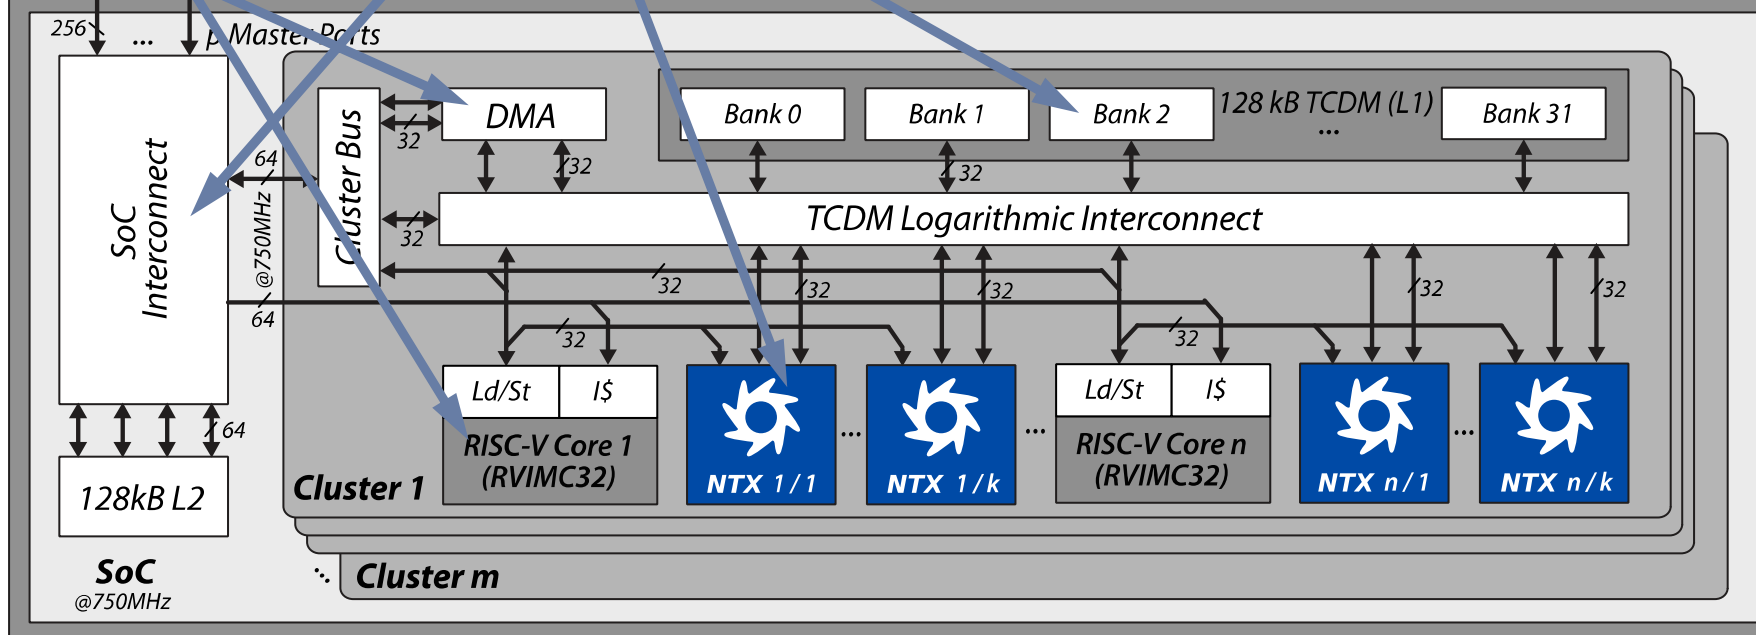 256
...
p Master Ports
SoC
Interconnect
64
@750MHz
64
64
128kB L2
SoC
@750MHz
Cluster Bus
32
DMA
32
32
Bank 0
Bank 1
Bank 2
128 kB TCDM (L1)
...
Bank 31
32
TCDM Logarithmic Interconnect
32
32
32
32
32
32
32
Ld/St
I$
RISC-V Core 1
(RVIMC32)
NTX 1/1
...
NTX 1/k
...
Ld/St
I$
RISC-V Core n
(RVIMC32)
NTX n/1
...
NTX n/k
Cluster 1
...
Cluster m